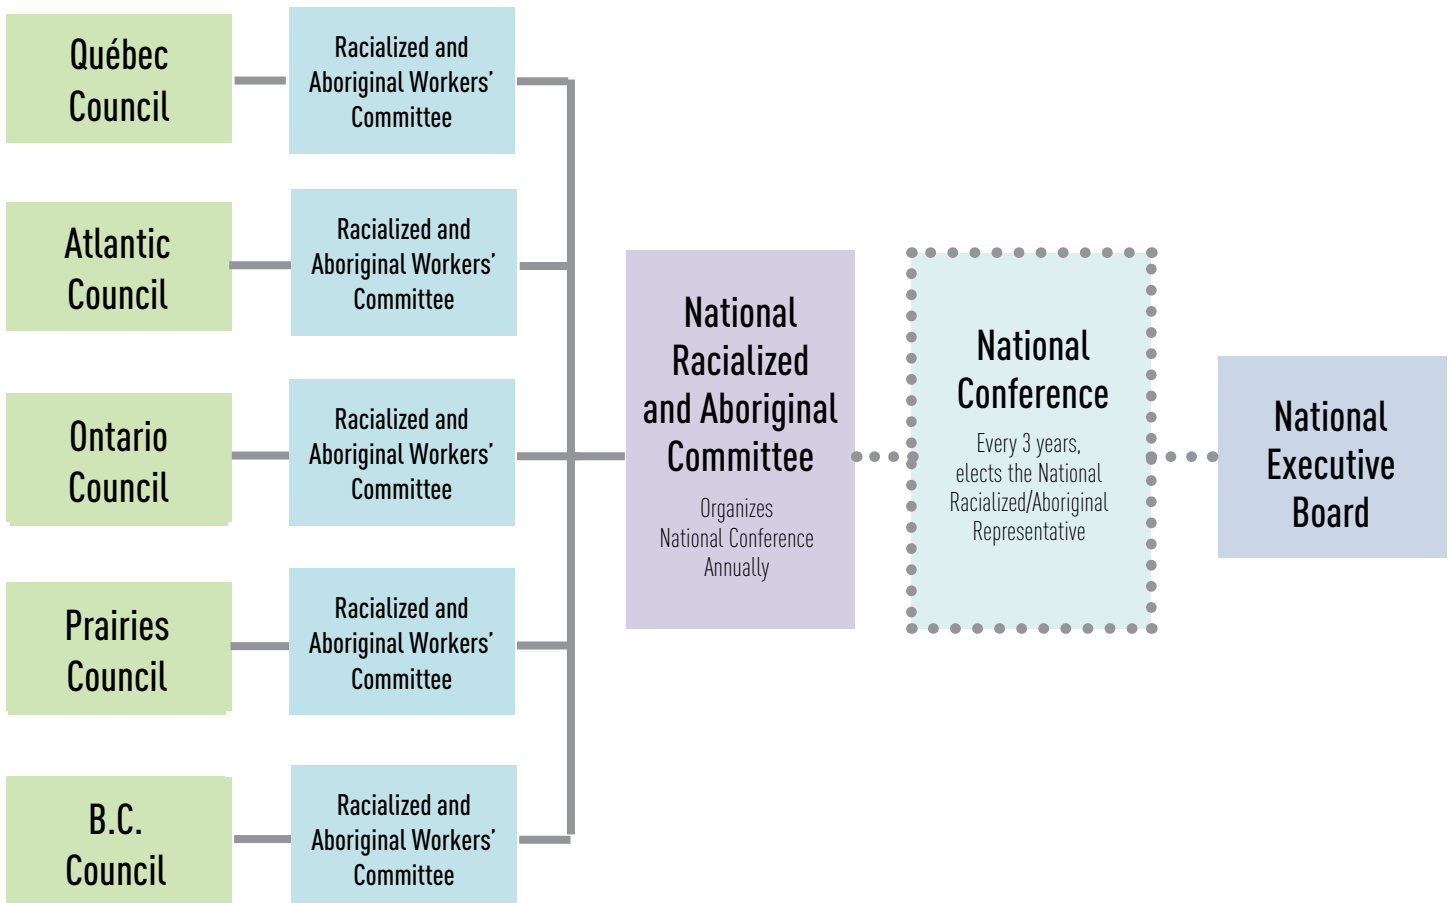 Québec
Council
Racialized and
Aboriginal Workers’
Committee
Atlantic
Council
Racialized and
Aboriginal Workers’
Committee
Ontario
Council
Racialized and
Aboriginal Workers’
Committee
Prairies
Council
Racialized and
Aboriginal Workers’
Committee
B.C.
Council
Racialized and
Aboriginal Workers’
Committee
National
Racialized
and Aboriginal
Committee
Organizes
National Conference
Annually
National
Conference
Every 3 years,
elects the National
Racialized/Aboriginal
Representative
National
Executive
Board